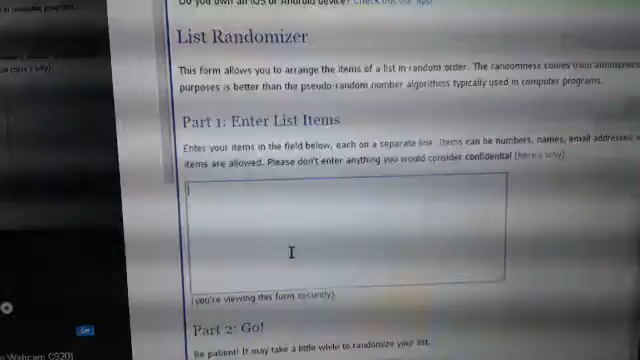 Do you own an iOS or Android device? Check out our app
List Randomizer
This form allows you to arrange the items of a list in random order. The randomness comes from atmospheric
purposes is better than the pseudo-random number algorithms typically used in computer programs.
Part 1: Enter List Items
Enter your items in the field below, each on a separate line. Items can be numbers, names, email addresses,
items are allowed. Please don't enter anything you would consider confidential (here's why).
(you're viewing this form securely)
Part 2: Go!
Be patient! It may take a little while to randomize your list.
Go
Webcam C920)